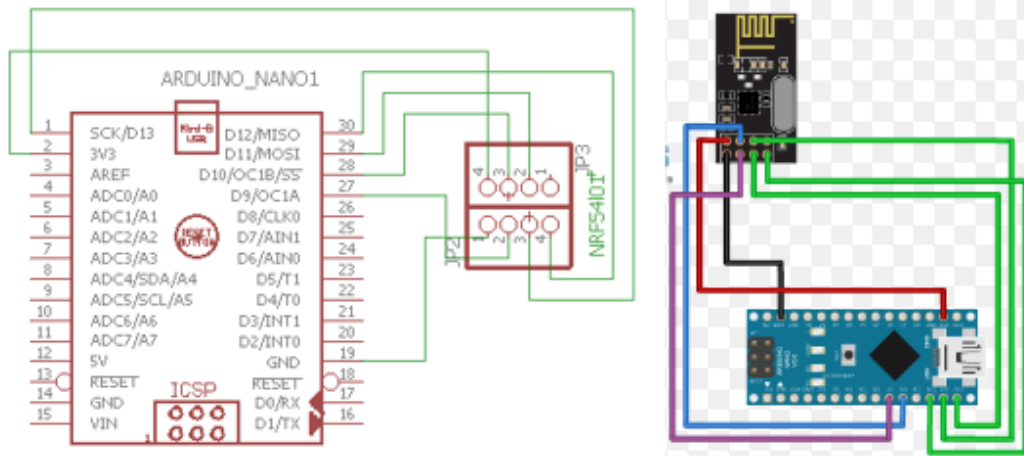 ARDUINO_NANO1
1 SCK/D13 D12/MISO 30
2 3V3 D11/MOSI 29
3 AREF D10/OC1B/SS 28
4 ADC0/A0 D9/OC1A 27
5 ADC1/A1 D8/CLK0 26
6 ADC2/A2 D7/AIN1 25
7 ADC3/A3 D6/AIN0 24
8 ADC4/SDA/A4 D5/T1 23
9 ADC5/SCL/A5 D4/T0 22
10 ADC6/A6 D3/INT1 21
11 ADC7/A7 D2/INT0 20
12 5V GND 19
13 RESET RESET 18
14 GND D0/RX 17
15 VIN D1/TX 16
RESET
BUTTON
ICSP
1
JP3
4 3 2 1
1 2 3 4
JP2